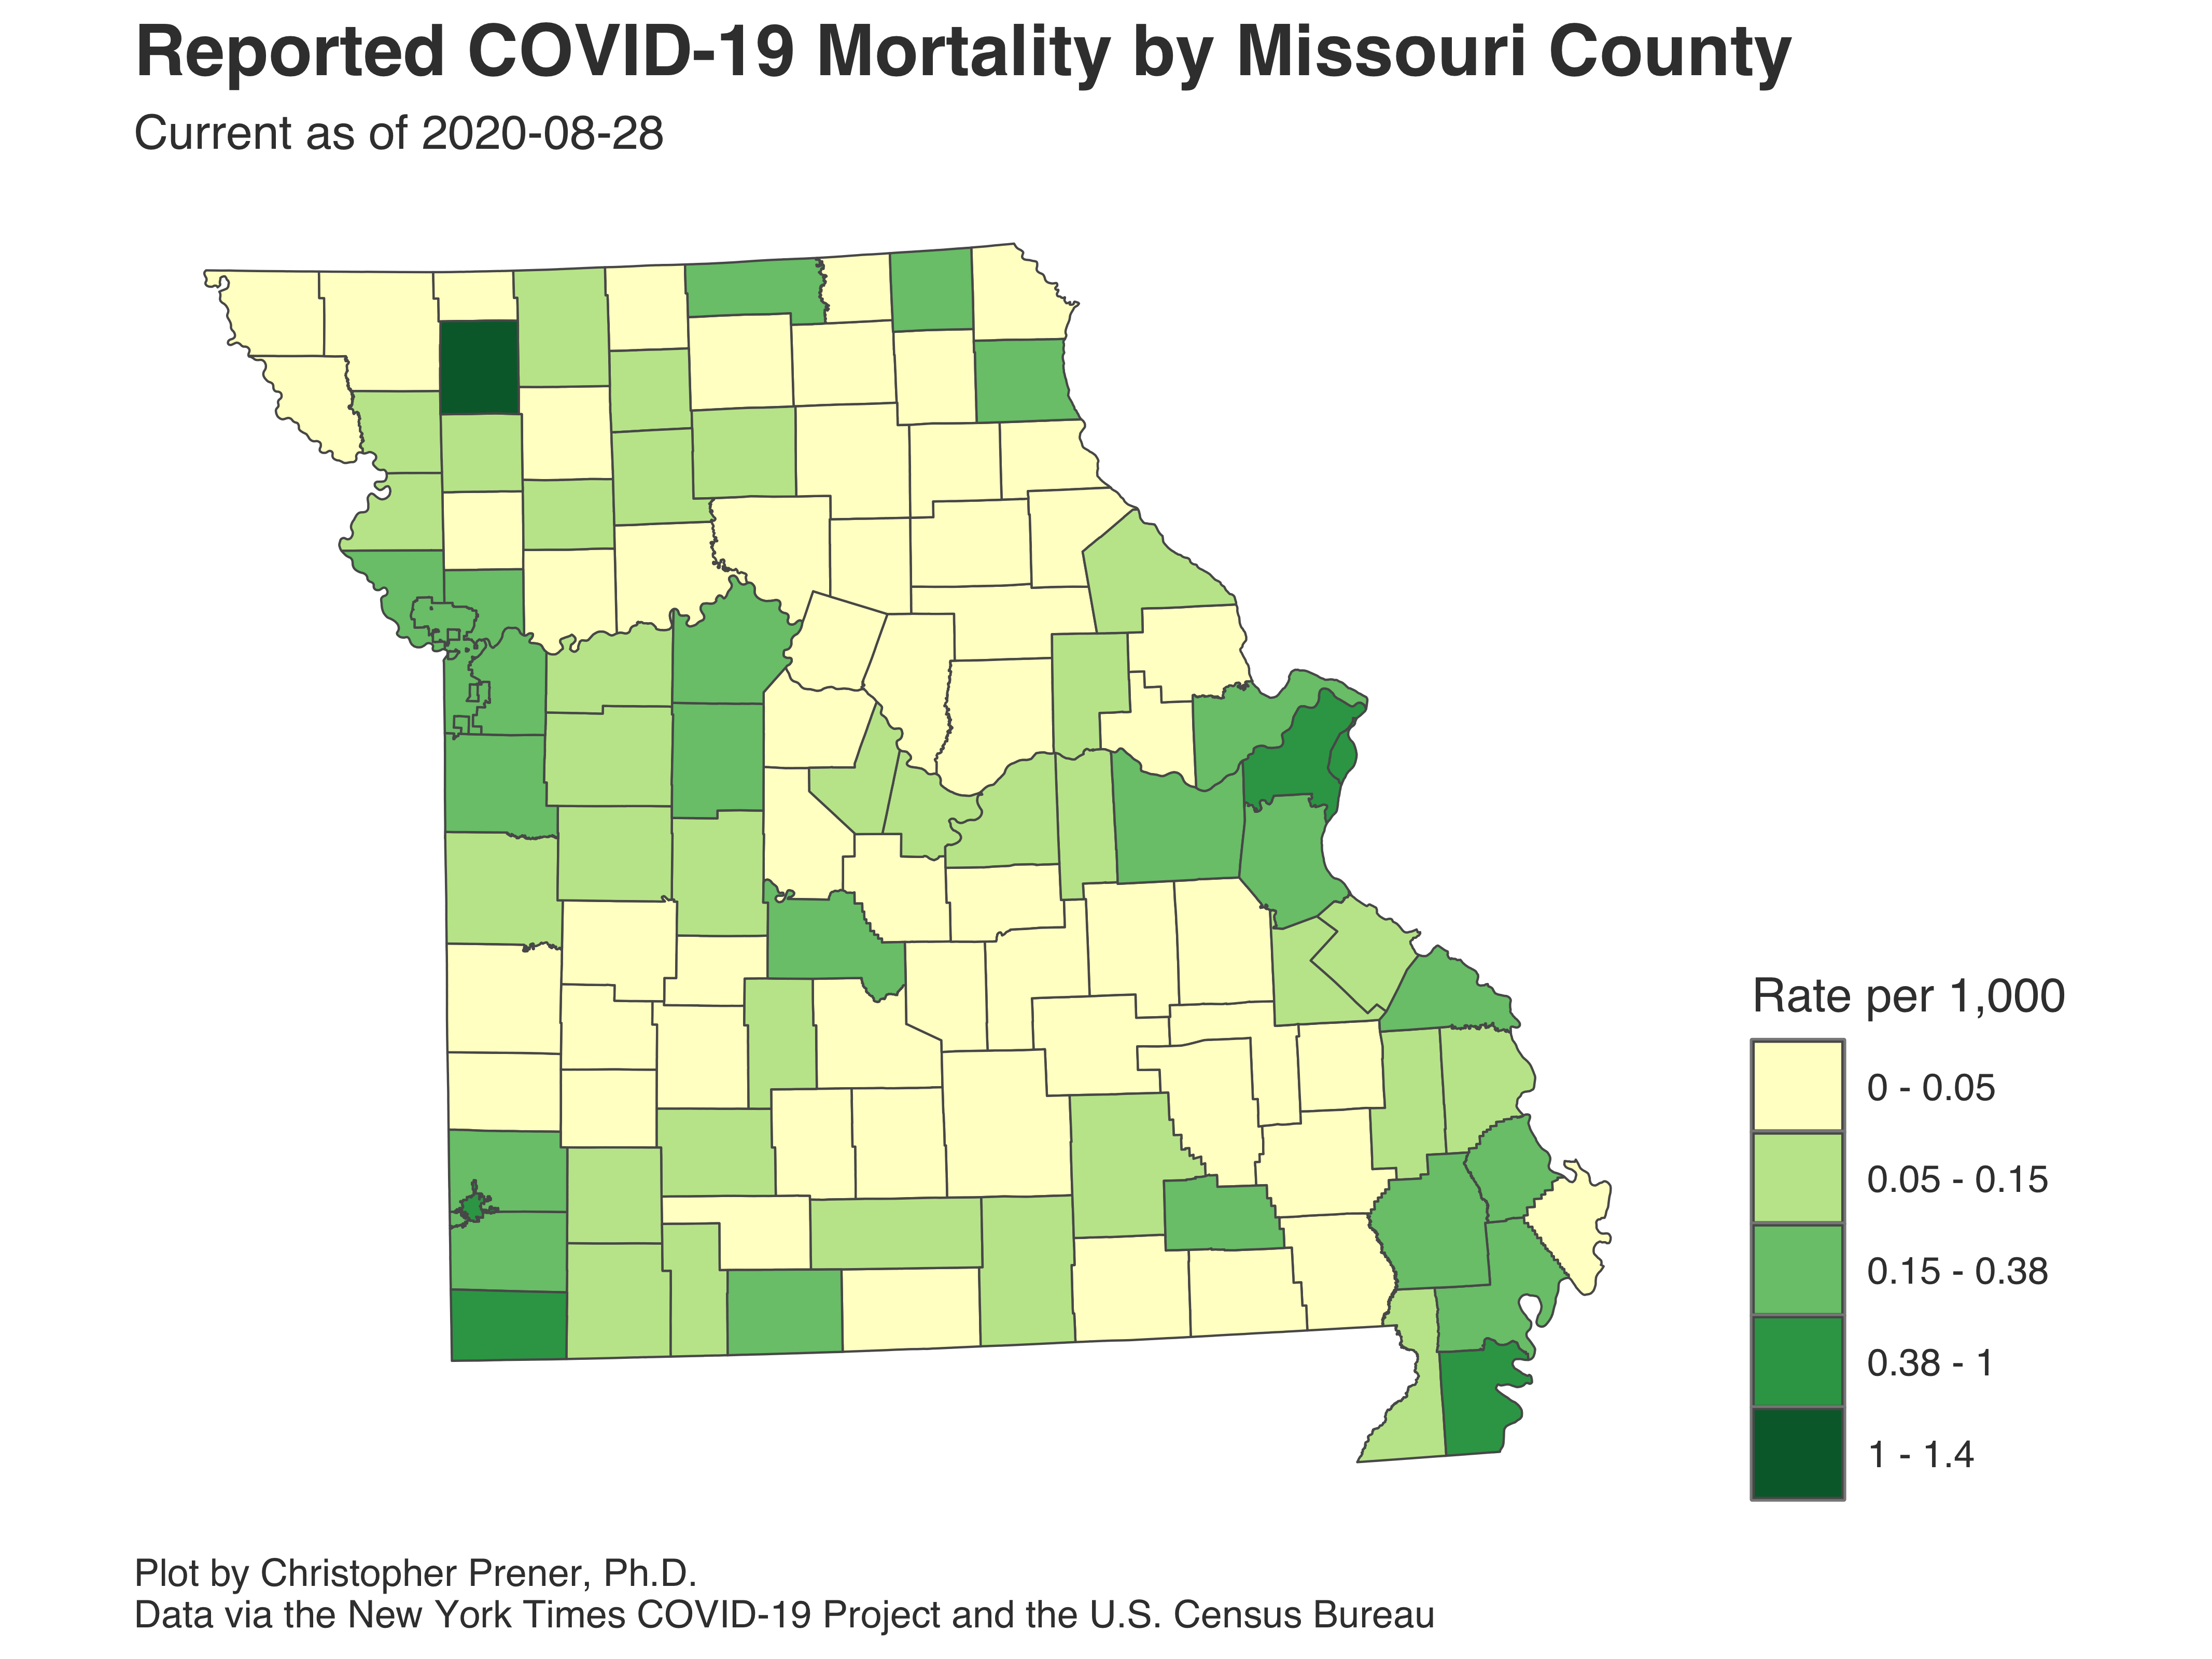 Reported COVID-19 Mortality by Missouri County
Current as of 2020-08-28
Rate per 1,000
0 - 0.05
0.05 - 0.15
0.15 - 0.38
0.38 - 1
1 - 1.4
Plot by Christopher Prener, Ph.D.
Data via the New York Times COVID-19 Project and the U.S. Census Bureau